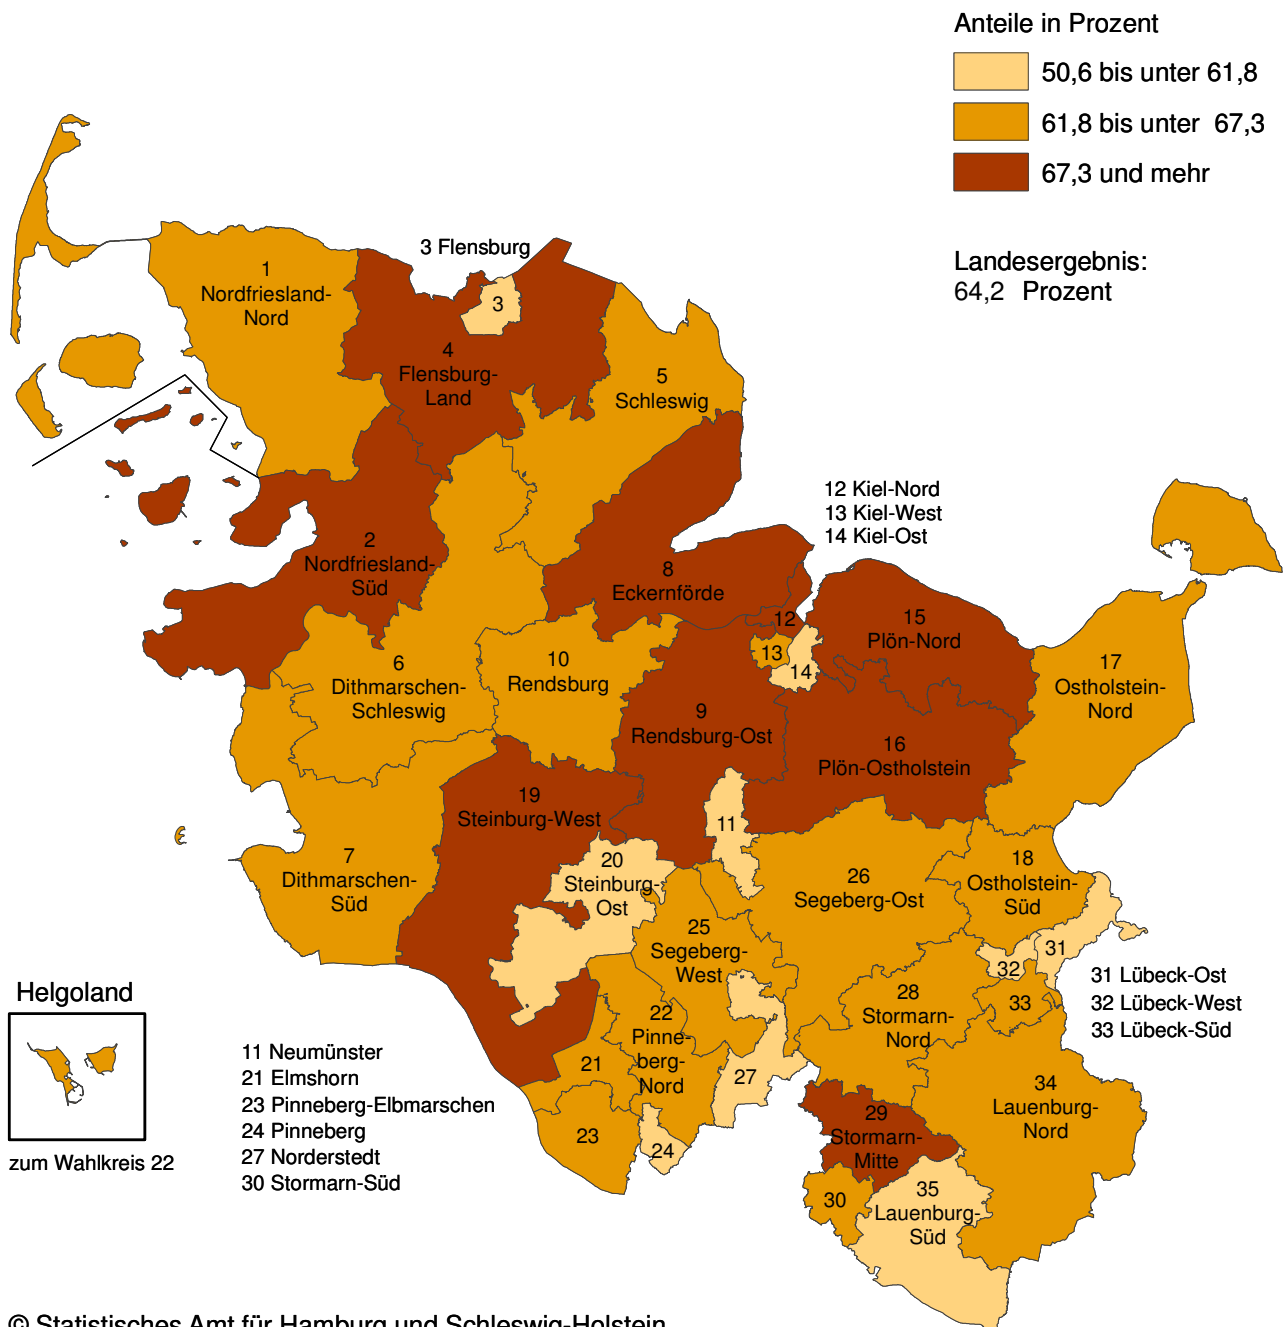 Anteile in Prozent
50,6 bis unter 61,8
61,8 bis unter 67,3
67,3 und mehr
Landesergebnis:
64,2 Prozent
3 Flensburg
1
Nordfriesland-
Nord
3
4
Flensburg-
Land
5
Schleswig
12 Kiel-Nord
13 Kiel-West
14 Kiel-Ost
2
Nordfriesland-
Süd
8
Eckernförde
12
13
14
15
Plön-Nord
6
Dithmarschen-
Schleswig
10
Rendsburg
17
Ostholstein-
Nord
9
Rendsburg-Ost
16
Plön-Ostholstein
19
Steinburg-West
11
7
Dithmarschen-
Süd
20
Steinburg-
Ost
26
Segeberg-Ost
18
Ostholstein-
Süd
25
Segeberg-
West
31
32
33
31 Lübeck-Ost
32 Lübeck-West
33 Lübeck-Süd
28
Stormarn-
Nord
22
Pinne-
berg-
Nord
21
27
23
24
34
Lauenburg-
Nord
29
Stormarn-
Mitte
30
35
Lauenburg-
Süd
Helgoland
zum Wahlkreis 22
11 Neumünster
21 Elmshorn
23 Pinneberg-Elbmarschen
24 Pinneberg
27 Norderstedt
30 Stormarn-Süd
© Statistisches Amt für Hamburg und Schleswig-Holstein